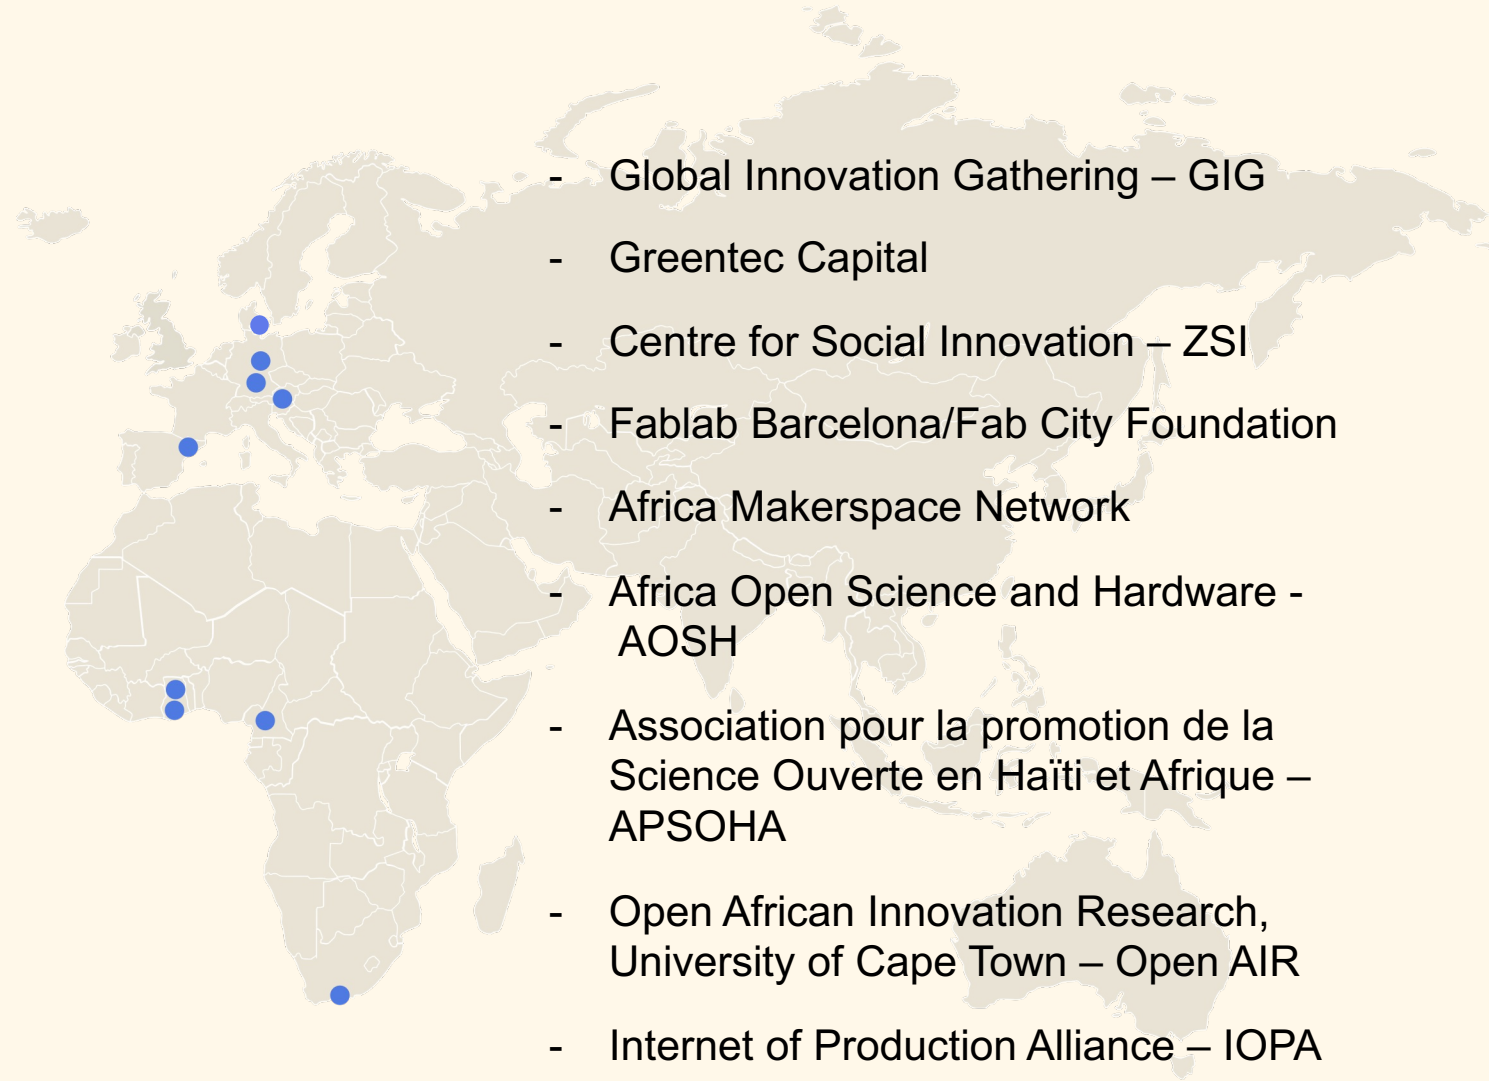 - Global Innovation Gathering – GIG
- Greentec Capital
- Centre for Social Innovation – ZSI
- Fablab Barcelona/Fab City Foundation
- Africa Makerspace Network
- Africa Open Science and Hardware -
AOSH
- Association pour la promotion de la
Science Ouverte en Haïti et Afrique –
APSOHA
- Open African Innovation Research,
University of Cape Town – Open AIR
- Internet of Production Alliance – IOPA